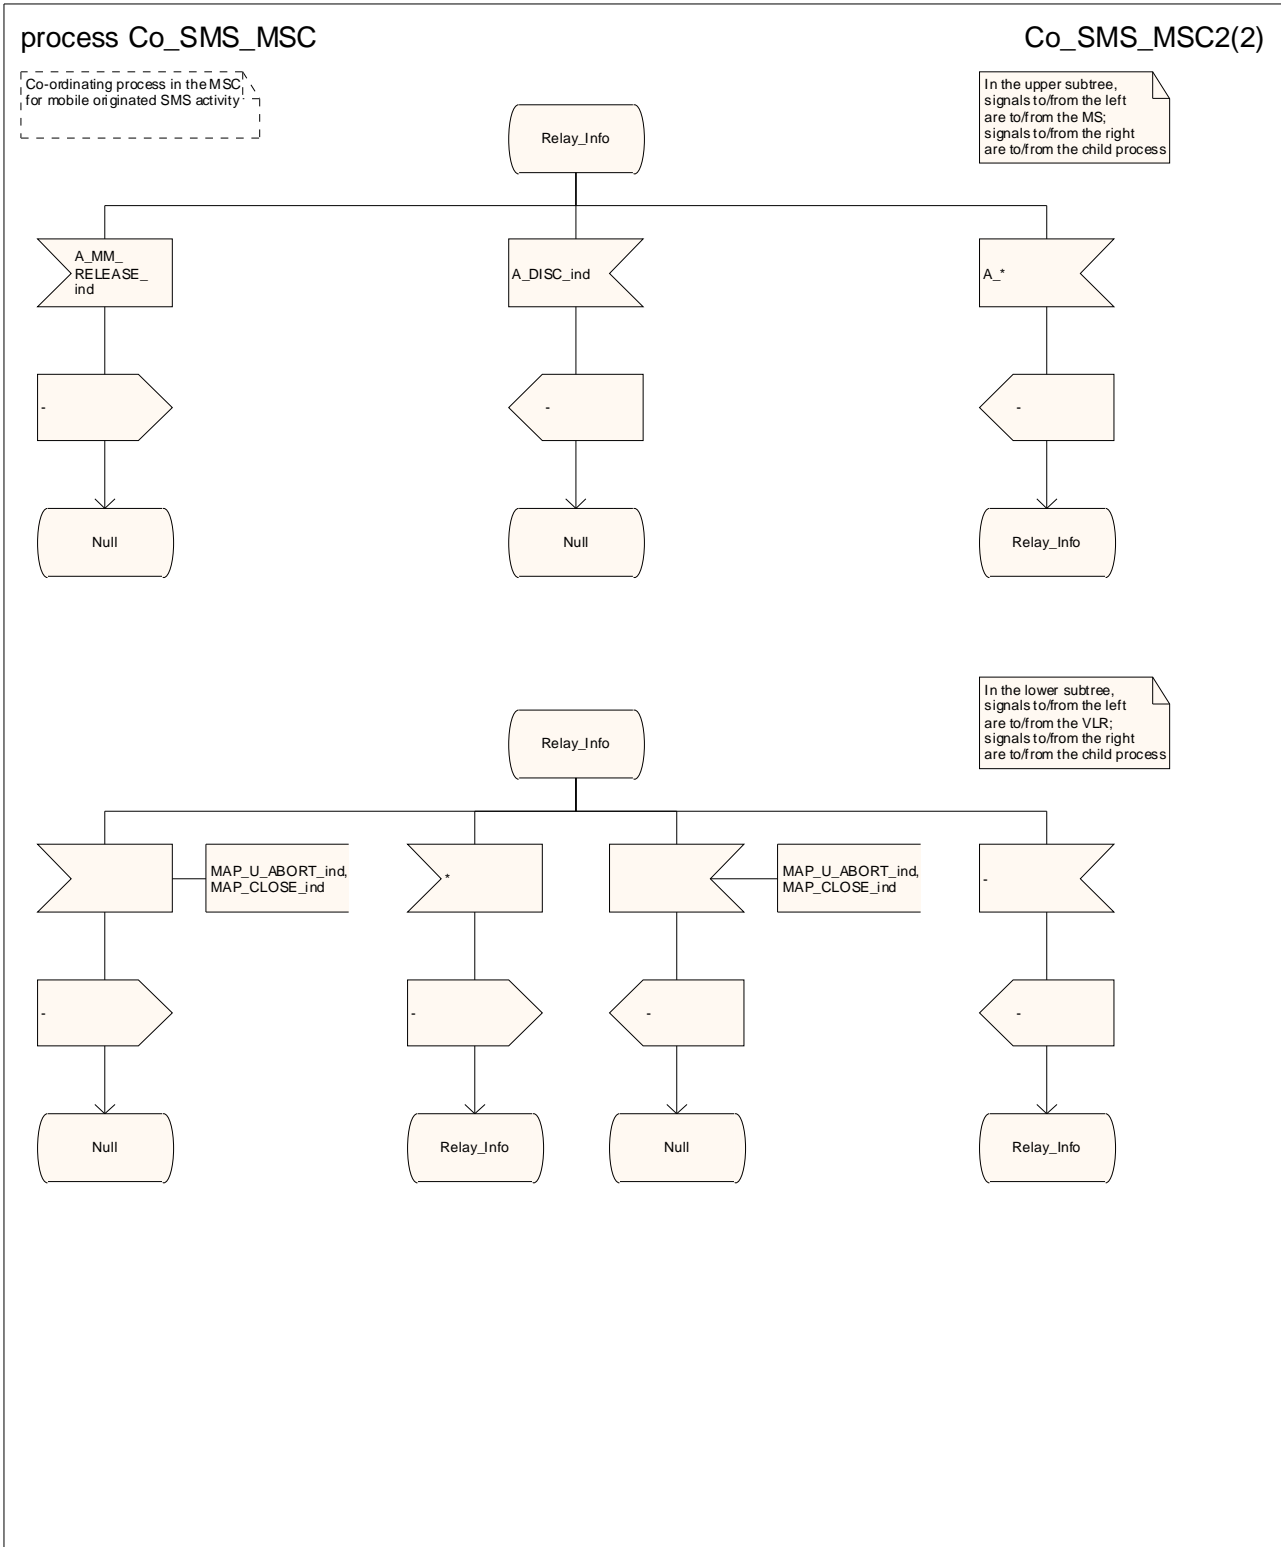 process Co_SMS_MSC
Co_SMS_MSC2(2)
Co-ordinating process in the MSC
for mobile originated SMS activity
In the upper subtree,
signals to/from the left
are to/from the MS;
signals to/from the right
are to/from the child process
Relay_Info
A_MM_
RELEASE_
ind
A_DISC_ind
A_*
-
-
-
Null
Null
Relay_Info
In the lower subtree,
signals to/from the left
are to/from the VLR;
signals to/from the right
are to/from the child process
Relay_Info
MAP_U_ABORT_ind,
MAP_CLOSE_ind
*
MAP_U_ABORT_ind,
MAP_CLOSE_ind
-
-
-
-
-
Null
Relay_Info
Null
Relay_Info